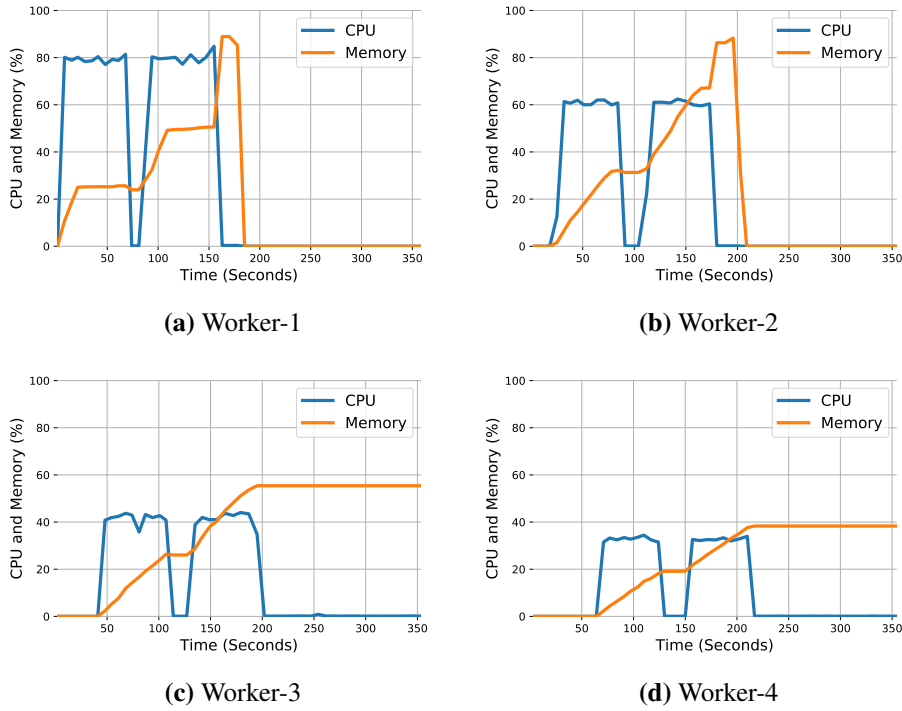 100
80
60
40
20
0
CPU and Memory (%)
CPU
Memory
50 100 150 200 250 300 350
Time (Seconds)
(a) Worker-1
100
80
60
40
20
0
CPU and Memory (%)
CPU
Memory
50 100 150 200 250 300 350
Time (Seconds)
(b) Worker-2
100
80
60
40
20
0
CPU and Memory (%)
CPU
Memory
50 100 150 200 250 300 350
Time (Seconds)
(c) Worker-3
100
80
60
40
20
0
CPU and Memory (%)
CPU
Memory
50 100 150 200 250 300 350
Time (Seconds)
(d) Worker-4